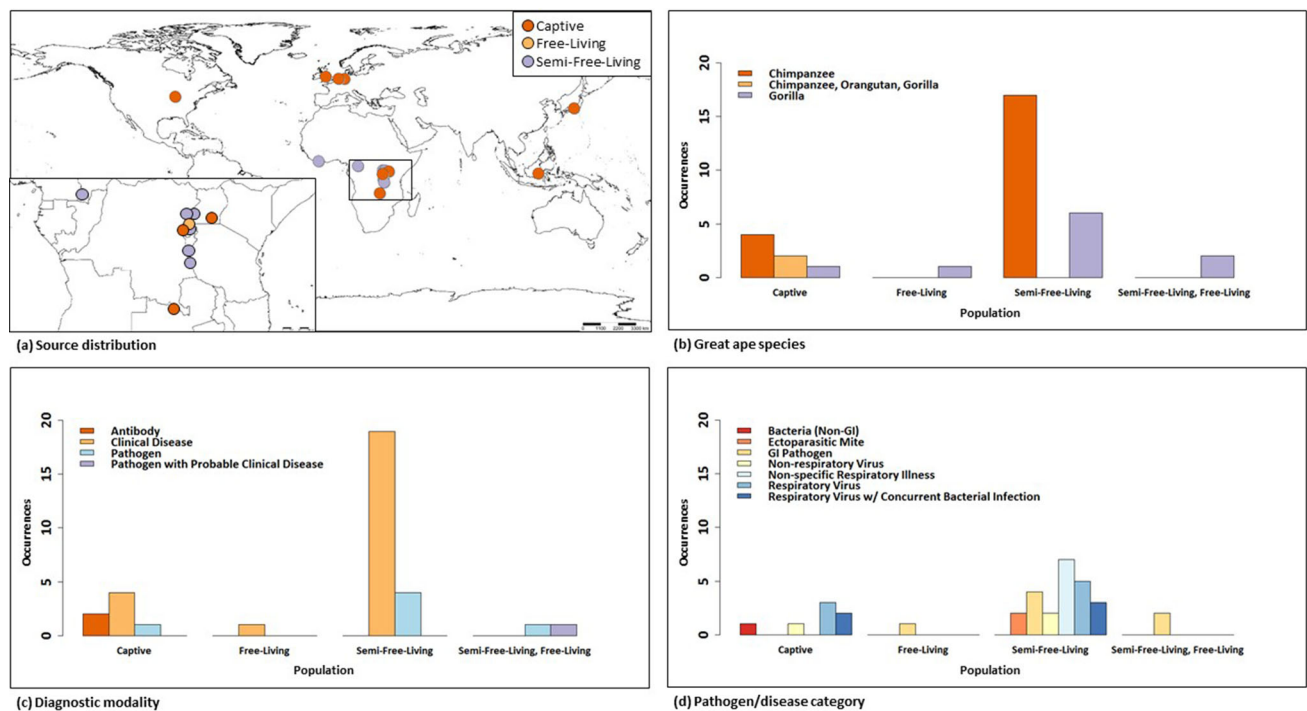 Captive
Free-Living
Semi-Free-Living
(a) Source distribution
20
15
10
5
0
Occurrences
Chimpanzee
Chimpanzee, Orangutan, Gorilla
Gorilla
Captive
Free-Living
Semi-Free-Living
Semi-Free-Living, Free-Living
Population
(b) Great ape species
20
15
10
5
0
Occurrences
Antibody
Clinical Disease
Pathogen
Pathogen with Probable Clinical Disease
Captive
Free-Living
Semi-Free-Living
Semi-Free-Living, Free-Living
Population
(c) Diagnostic modality
20
15
10
5
0
Occurrences
Bacteria (Non-GI)
Ectoparasitic Mite
GI Pathogen
Non-respiratory Virus
Non-specific Respiratory Illness
Respiratory Virus
Respiratory Virus w/ Concurrent Bacterial Infection
Captive
Free-Living
Semi-Free-Living
Semi-Free-Living, Free-Living
Population
(d) Pathogen/disease category